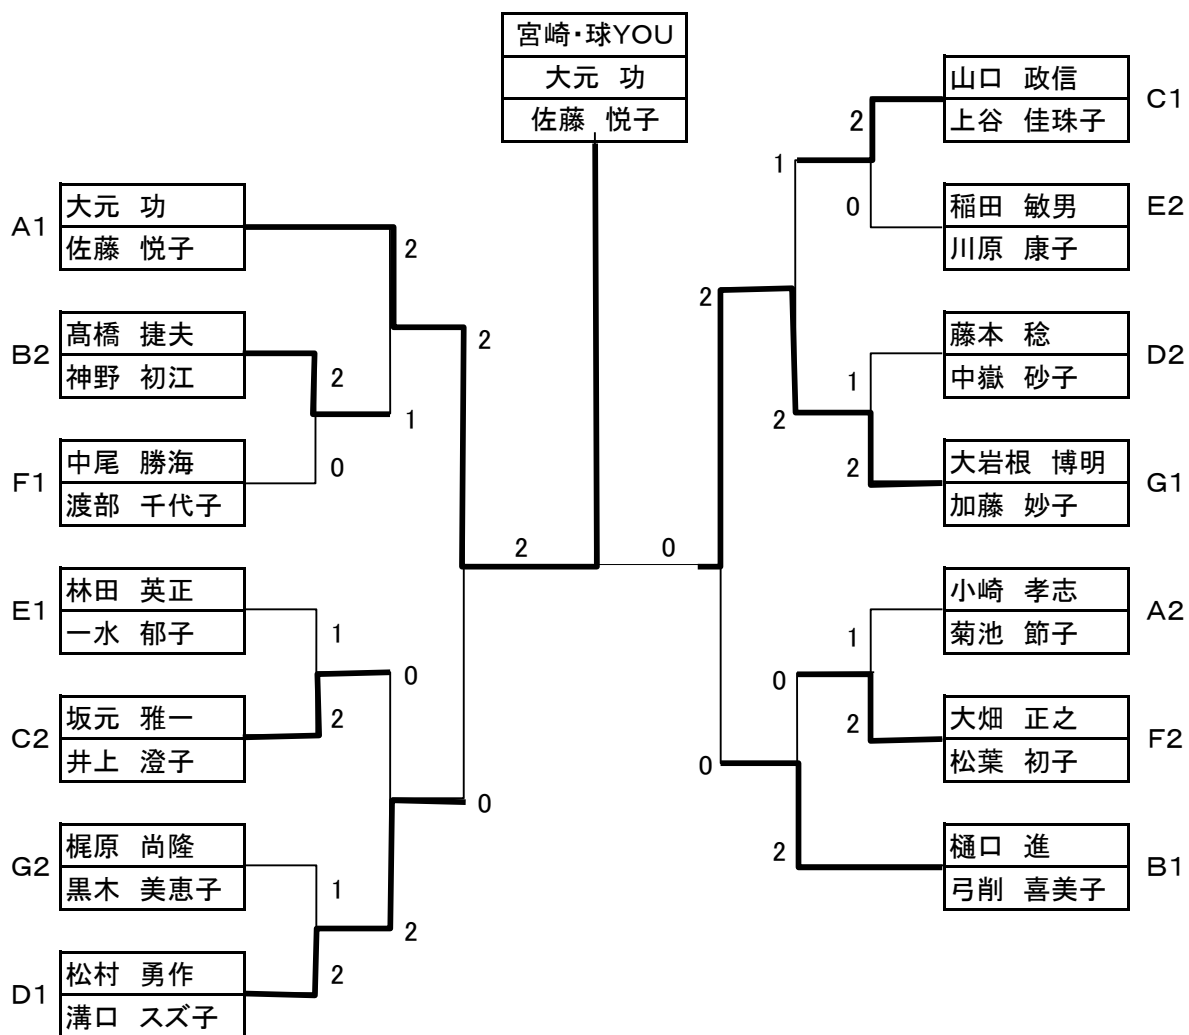 宮崎・球YOU
大元 功
佐藤 悦子
A1
大元 功
佐藤 悦子
2
B2
髙橋 捷夫
神野 初江
2
1
F1
中尾 勝海
渡部 千代子
0
2
E1
林田 英正
一水 郁子
1
0
C2
坂元 雅一
井上 澄子
2
G2
梶原 尚隆
黒木 美恵子
1
2
D1
松村 勇作
溝口 スズ子
2
0
2
0
山口 政信
上谷 佳珠子
C1
2
1
稲田 敏男
川原 康子
E2
0
2
藤本 稔
中嶽 砂子
D2
1
2
大岩根 博明
加藤 妙子
G1
2
小崎 孝志
菊池 節子
A2
1
0
大畑 正之
松葉 初子
F2
2
0
樋口 進
弓削 喜美子
B1
2